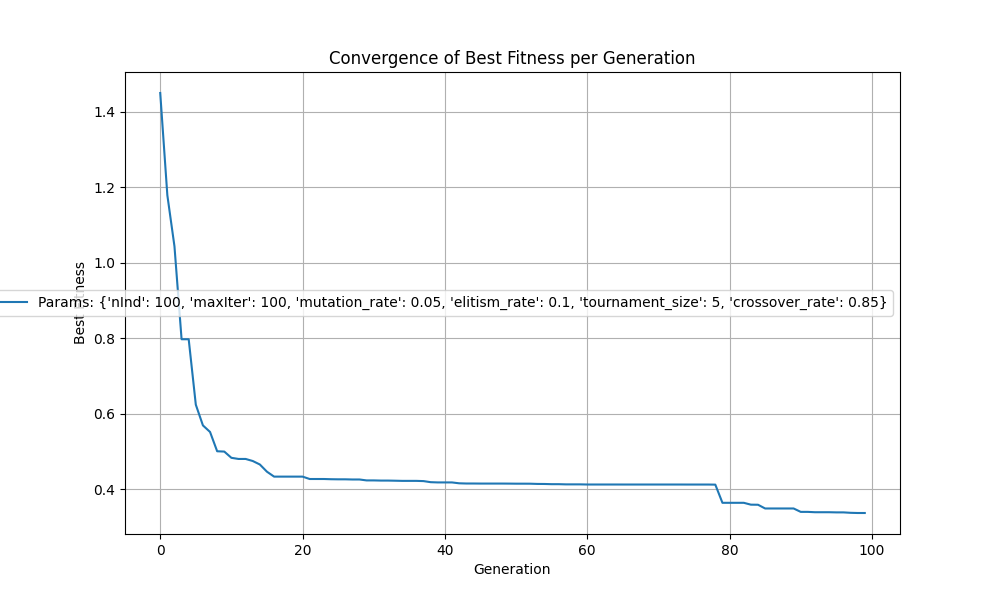 Convergence of Best Fitness per Generation
1.4
1.2
1.0
0.8
0.6
0.4
Best
Params: {'nInd': 100, 'maxIter': 100, 'mutation_rate': 0.05, 'elitism_rate': 0.1, 'tournament_size': 5, 'crossover_rate': 0.85}
0 20 40 60 80 100
Generation